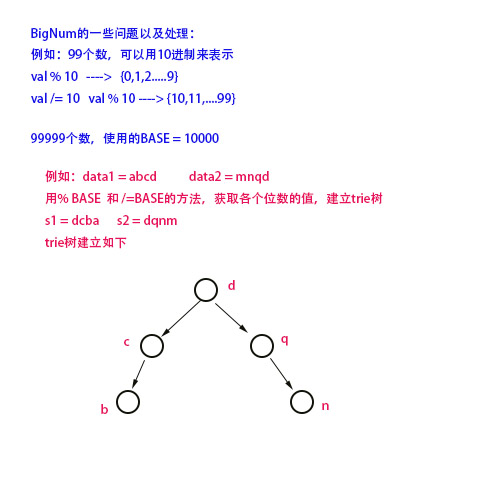 BigNum的一些问题以及处理：
例如：99个数，可以用10进制来表示
val % 10 ----> {0,1,2.....9}
val /= 10 val % 10 ----> {10,11,....99}
99999个数，使用的BASE = 10000
例如：data1 = abcd data2 = mnqd
用% BASE 和 /=BASE的方法，获取各个位数的值，建立trie树
s1 = dcba s2 = dqnm
trie树建立如下
d
c q
b n